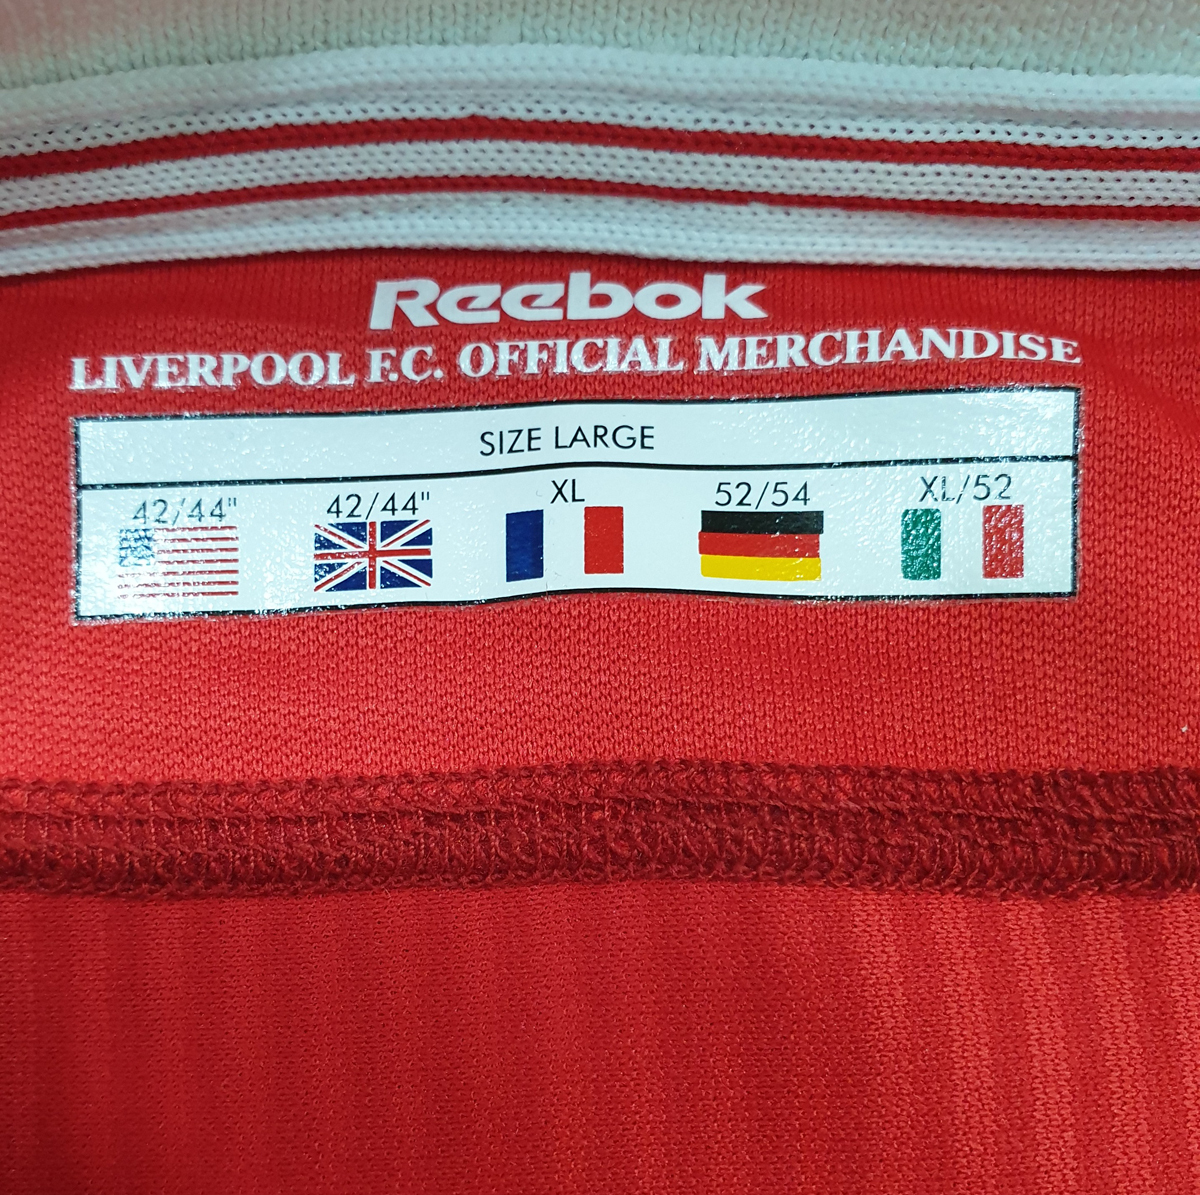 Reebok
LIVERPOOL F.C. OFFICIAL MERCHANDISE
SIZE LARGE
42/44" 42/44" XL 52/54 XL/52